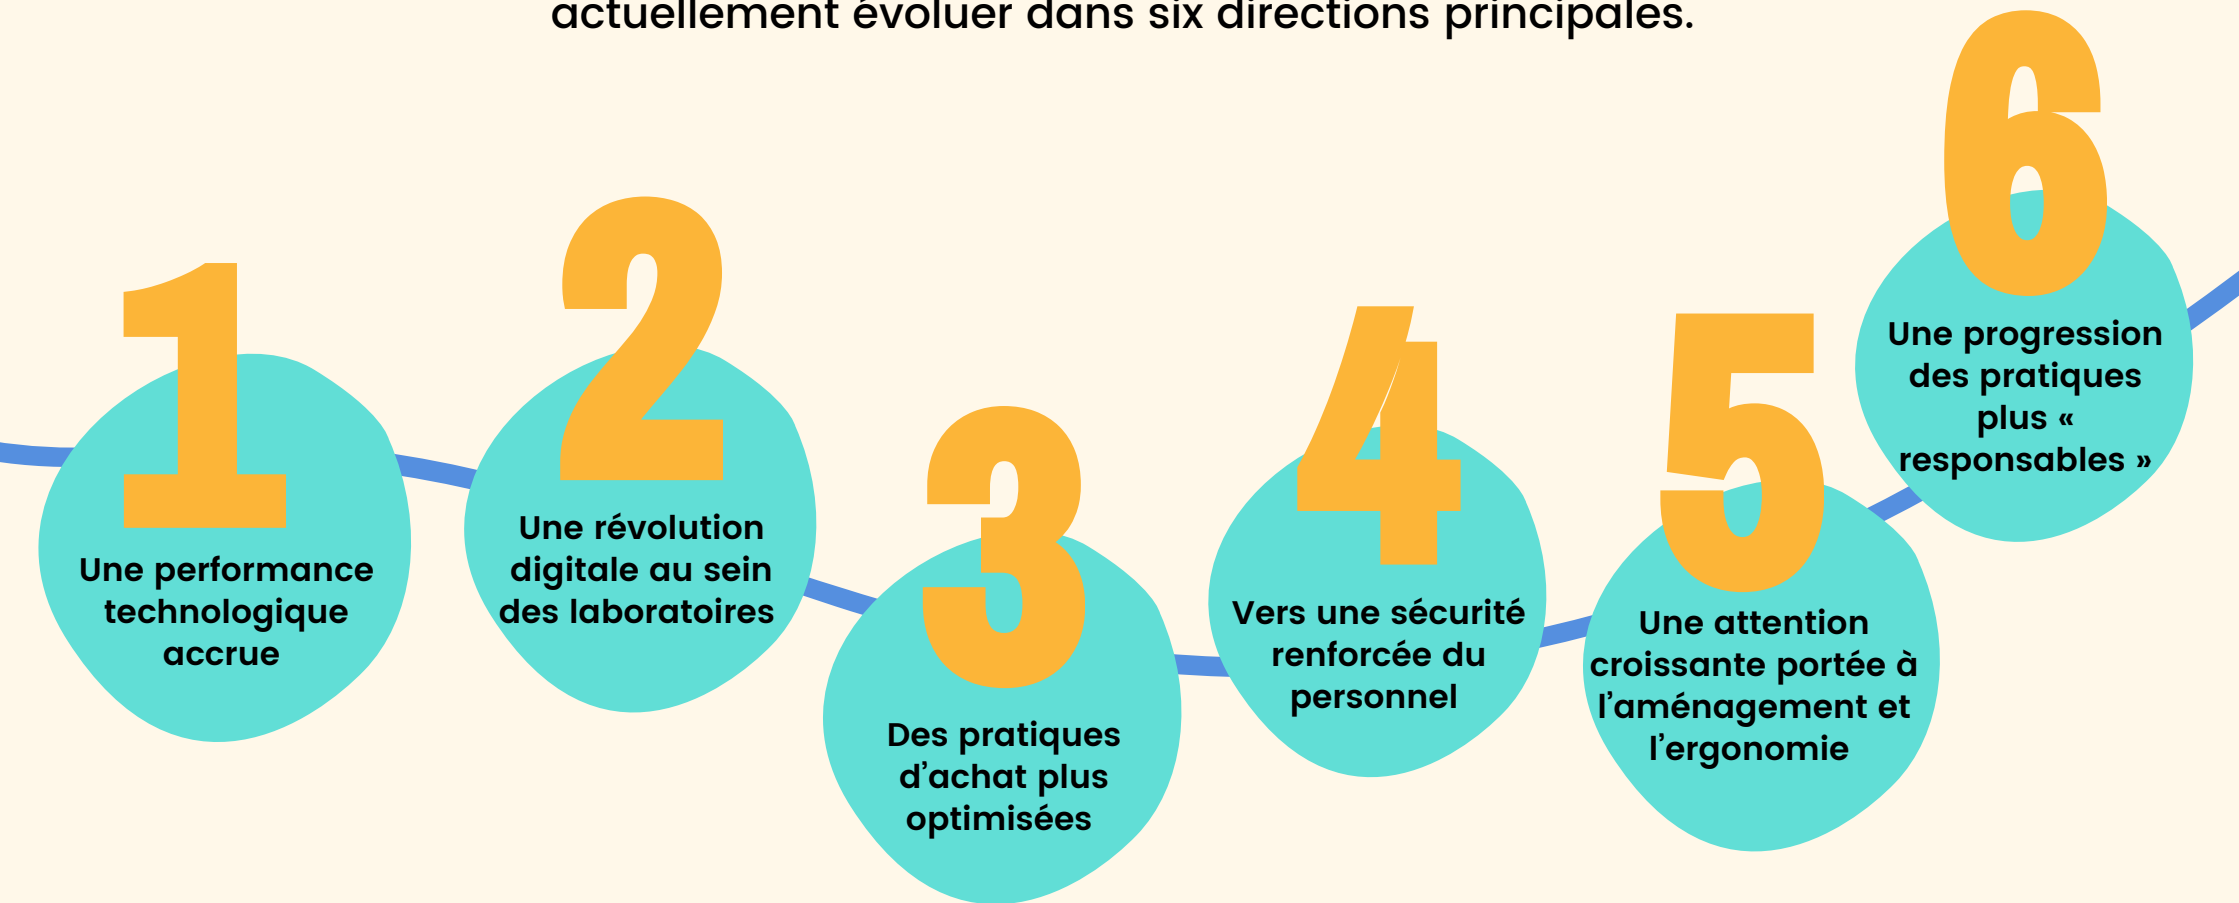 actuellement évoluer dans six directions principales.
1
Une performance
technologique
accrue
2
Une révolution
digitale au sein
des laboratoires
3
Des pratiques
d’achat plus
optimisées
4
Vers une sécurité
renforcée du
personnel
5
Une attention
croissante portée à
l’aménagement et
l’ergonomie
6
Une progression
des pratiques
plus «
responsables »